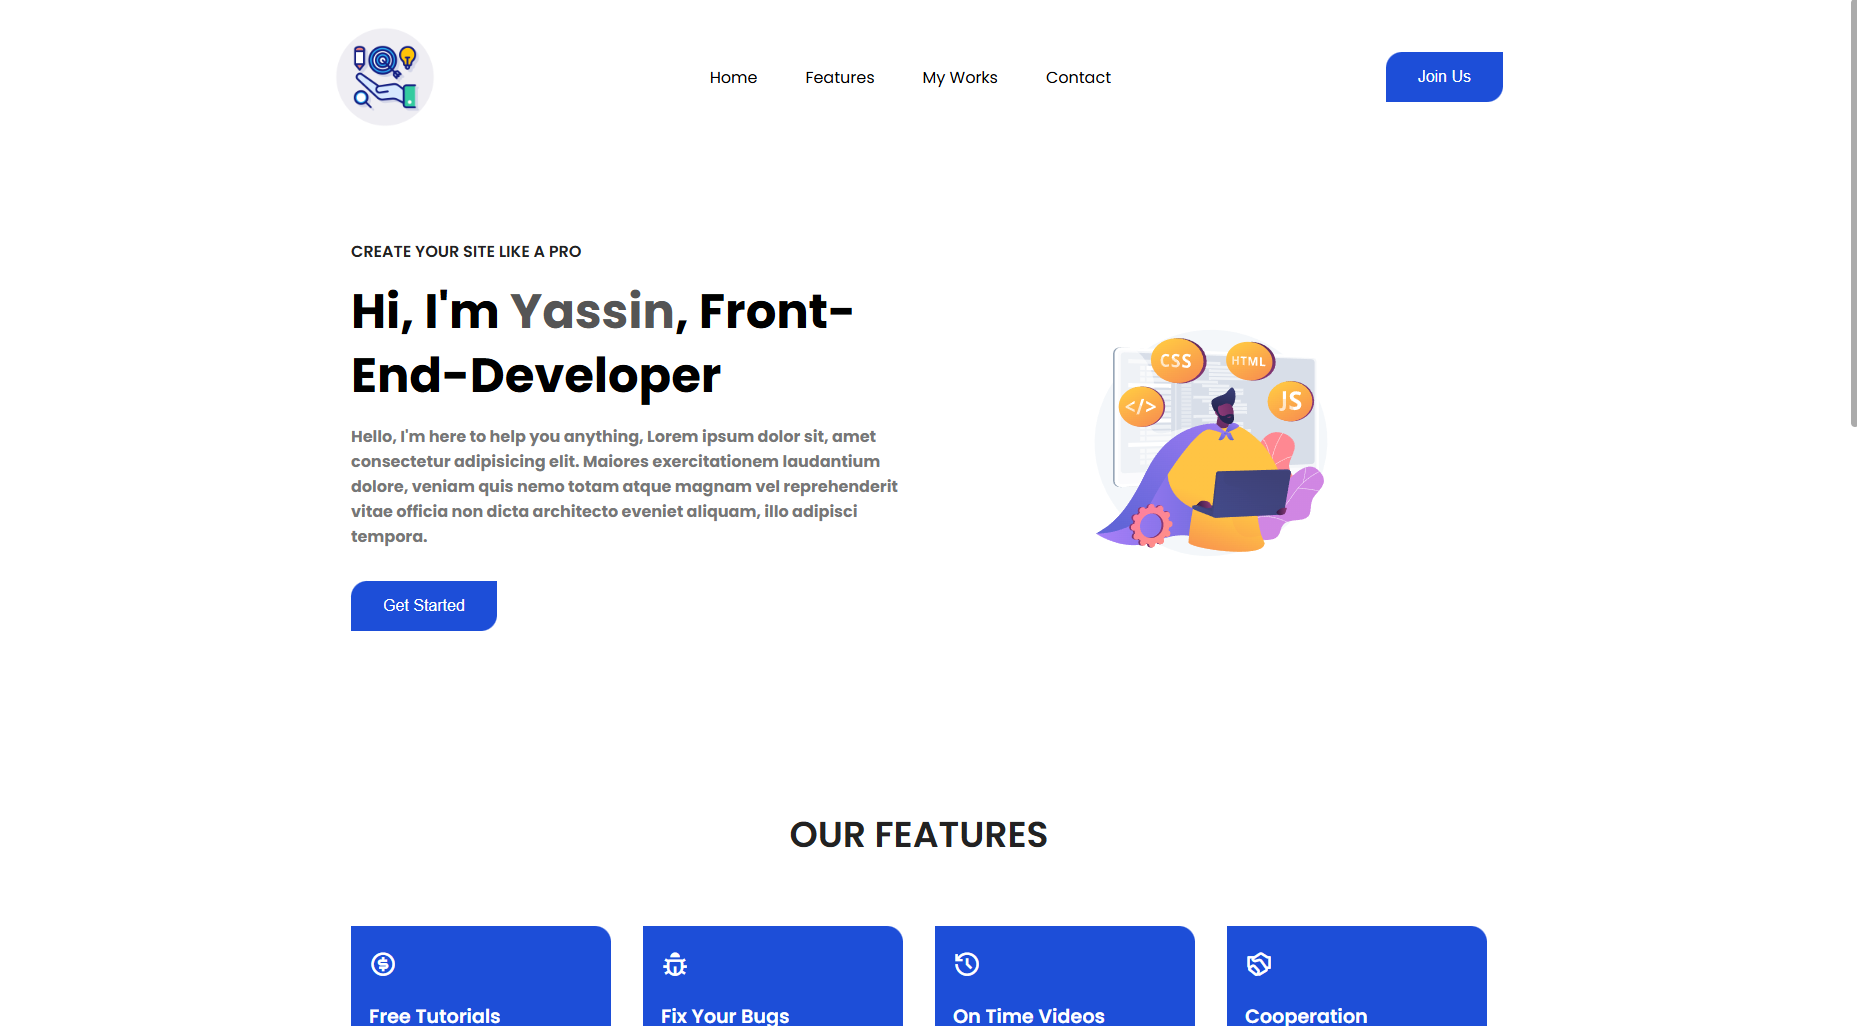 Home
Features
My Works
Contact
Join Us
CREATE YOUR SITE LIKE A PRO
Hi, I'm Yassin, Front-
End-Developer
Hello, I'm here to help you anything, Lorem ipsum dolor sit, amet
consectetur adipisicing elit. Maiores exercitationem laudantium
dolore, veniam quis nemo totam atque magnam vel reprehenderit
vitae officia non dicta architecto eveniet aliquam, illo adipisci
tempora.
Get Started
CSS
HTML
</>
JS
OUR FEATURES
Free Tutorials
Fix Your Bugs
On Time Videos
Cooperation